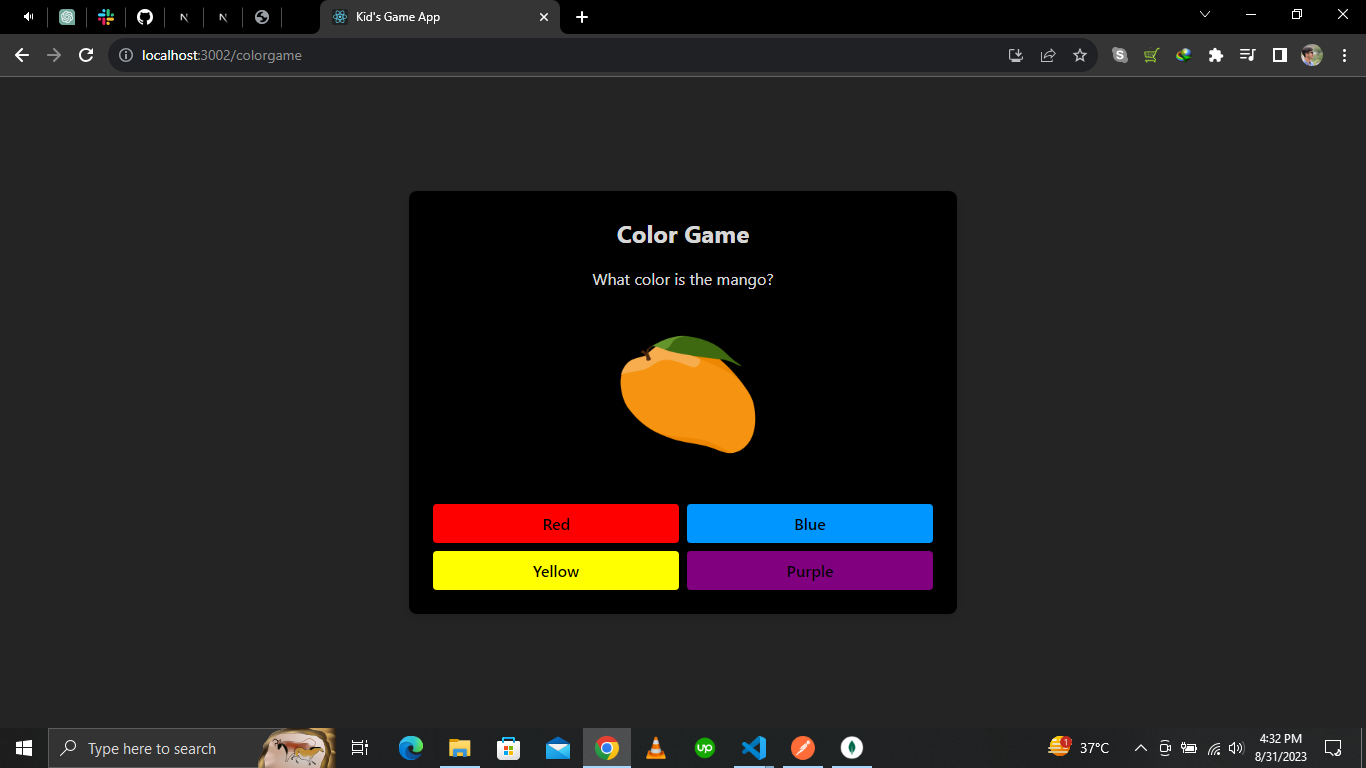 Kid's Game App
localhost:3002/colorgame
Color Game
What color is the mango?
Red
Blue
Yellow
Purple
Type here to search
up
1
37°C
4:32 PM
8/31/2023